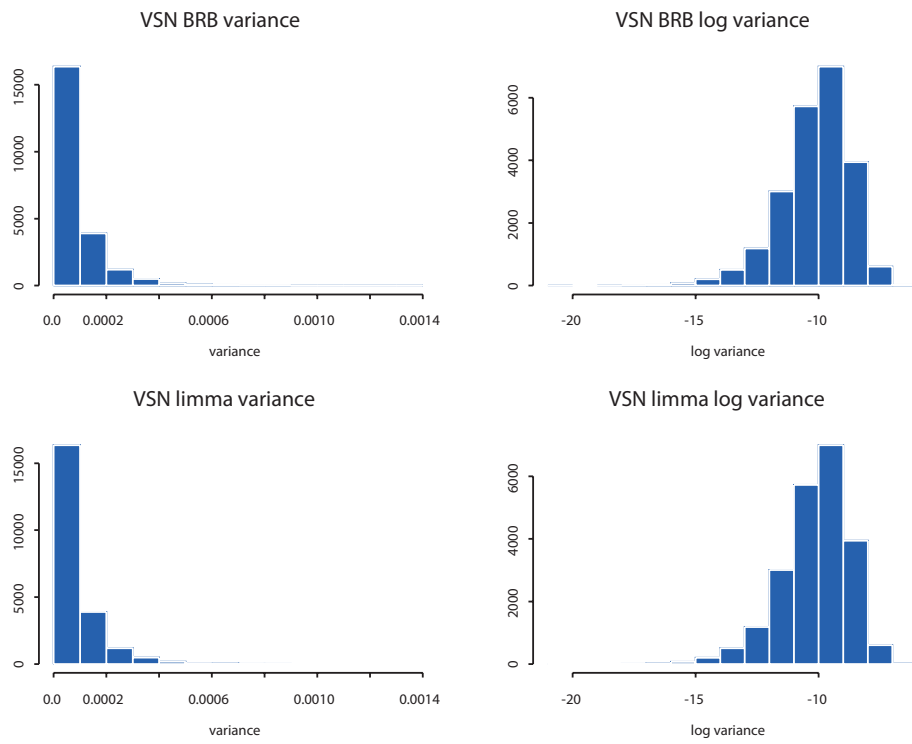 VSN BRB variance
15000
10000
5000
0
0.0 0.0002 0.0006 0.0010 0.0014
variance
VSN BRB log variance
6000
4000
2000
0
-20 -15 -10
log variance
VSN limma variance
15000
10000
5000
0
0.0 0.0002 0.0006 0.0010 0.0014
variance
VSN limma log variance
6000
4000
2000
0
-20 -15 -10
log variance